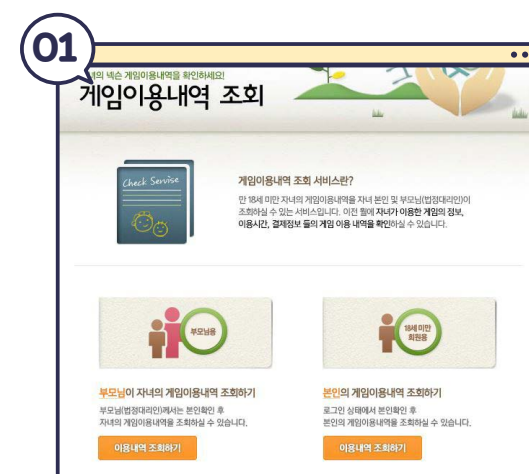 01
녀의 넥슨 게임이용내역을 확인하세요!
게임이용내역 조회
Check Servise
게임이용내역 조회 서비스란?
만 18세 미만 자녀의 게임이용내역을 자녀 본인 및 부모님(법정대리인)이
조회하실 수 있는 서비스입니다. 이전 월에 자녀가 이용한 게임의 정보,
이용시간, 결제정보 들의 게임 이용 내역을 확인하실 수 있습니다.
부모님용
18세 미만
회원용
부모님이 자녀의 게임이용내역 조회하기
부모님(법정대리인)께서는 본인확인 후
자녀의 게임이용내역을 조회하실 수 있습니다.
이용내역 조회하기
본인의 게임이용내역 조회하기
로그인 상태에서 본인확인 후
본인의 게임이용내역을 조회하실 수 있습니다.
이용내역 조회하기